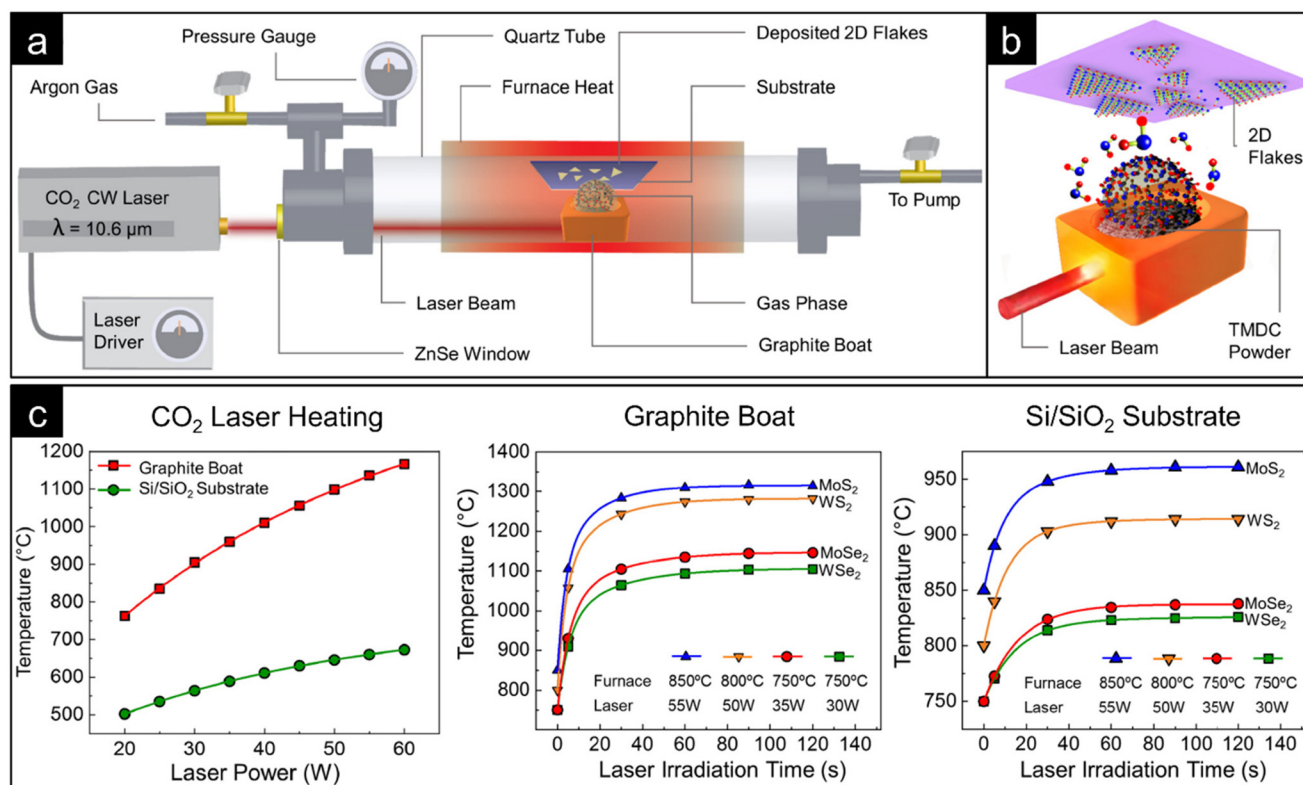 a
Pressure Gauge
Quartz Tube
Deposited 2D Flakes
Argon Gas
Furnace Heat
Substrate
CO₂ CW Laser
λ = 10.6 μm
To Pump
Laser
Driver
Laser Beam
Gas Phase
ZnSe Window
Graphite Boat
b
2D
Flakes
TMDC
Powder
Laser Beam
c
CO₂ Laser Heating
1200
1100
1000
900
800
700
600
500
Temperature (°C)
Graphite Boat
Si/SiO₂ Substrate
20 30 40 50 60
Laser Power (W)
Graphite Boat
1400
1300
1200
1100
1000
900
800
Temperature (°C)
MoS₂
WS₂
MoSe₂
WSe₂
Furnace 850ºC 800ºC 750ºC 750ºC
Laser 55W 50W 35W 30W
0 20 40 60 80 100 120 140
Laser Irradiation Time (s)
Si/SiO₂ Substrate
950
900
850
800
750
Temperature (°C)
MoS₂
WS₂
MoSe₂
WSe₂
Furnace 850ºC 800ºC 750ºC 750ºC
Laser 55W 50W 35W 30W
0 20 40 60 80 100 120 140
Laser Irradiation Time (s)